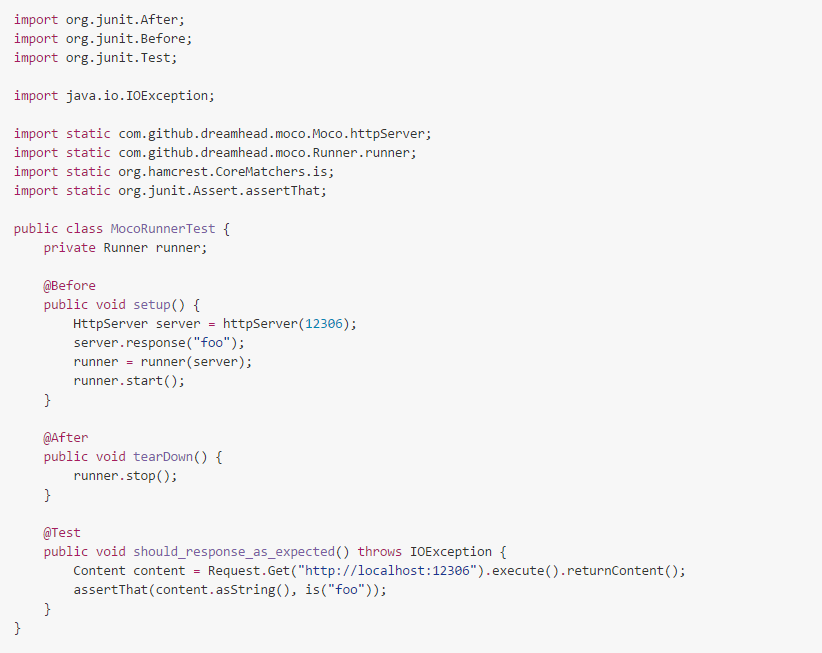 import org.junit.After;
import org.junit.Before;
import org.junit.Test;

import java.io.IOException;

import static com.github.dreamhead.moco.Moco.httpServer;
import static com.github.dreamhead.moco.Runner.runner;
import static org.hamcrest.CoreMatchers.is;
import static org.junit.Assert.assertThat;

public class MocoRunnerTest {
    private Runner runner;

    @Before
    public void setup() {
        HttpServer server = httpServer(12306);
        server.response("foo");
        runner = runner(server);
        runner.start();
    }

    @After
    public void tearDown() {
        runner.stop();
    }

    @Test
    public void should_response_as_expected() throws IOException {
        Content content = Request.Get("http://localhost:12306").execute().returnContent();
        assertThat(content.asString(), is("foo"));
    }
}